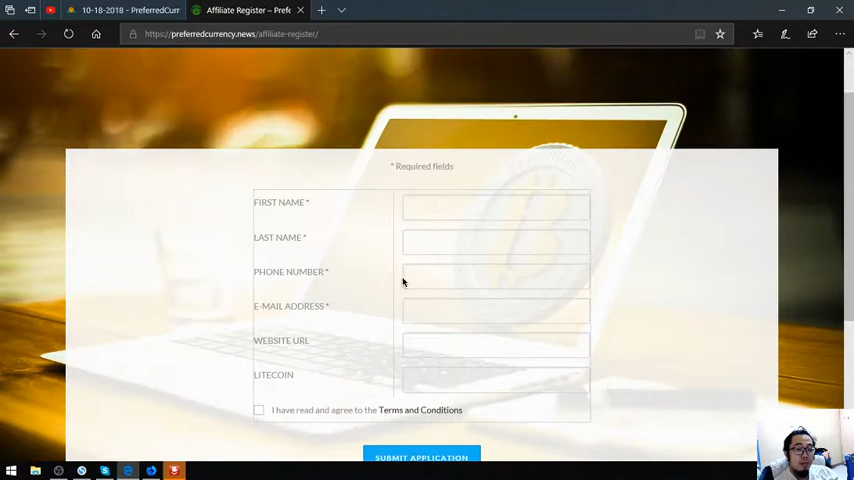 10-18-2018 - PreferredCurr
Affiliate Register – Prefe
https://preferredcurrency.news/affiliate-register/
* Required fields
FIRST NAME *
LAST NAME *
PHONE NUMBER *
E-MAIL ADDRESS *
WEBSITE URL
LITECOIN
I have read and agree to the Terms and Conditions
SUBMIT APPLICATION